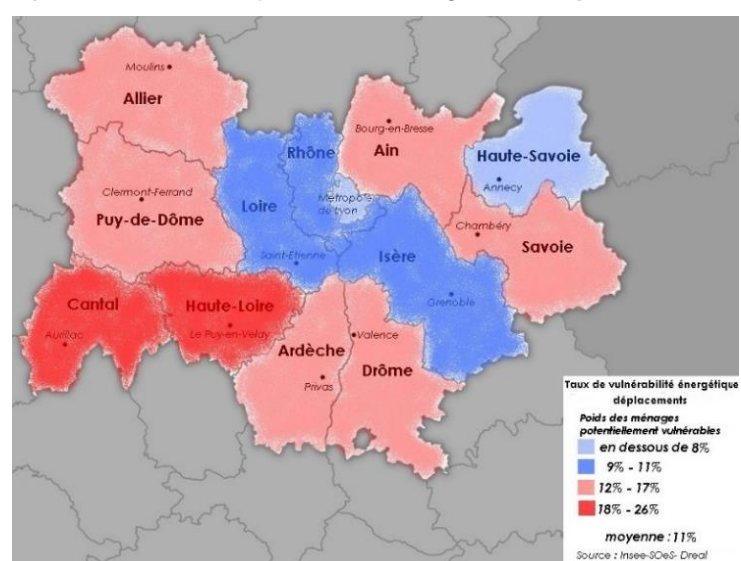 Moulins
Allier
Bourg-en-Bresse
Rhône
Ain
Haute-Savoie
Annecy
Clermont-Ferrand
Puy-de-Dôme
Loire
Métropole
de Lyon
Chambéry
Savoie
Saint-Etienne
Isère
Grenoble
Cantal
Aurillac
Haute-Loire
Le Puy-en-Velay
Ardèche
Privas
Valence
Drôme
Taux de vulnérabilité énergétique
déplacements
Poids des ménages
potentiellement vulnérables
en dessous de 8%
9% - 11%
12% - 17%
18% - 26%
moyenne : 11%
Source : Insee-SOeS- Dreal